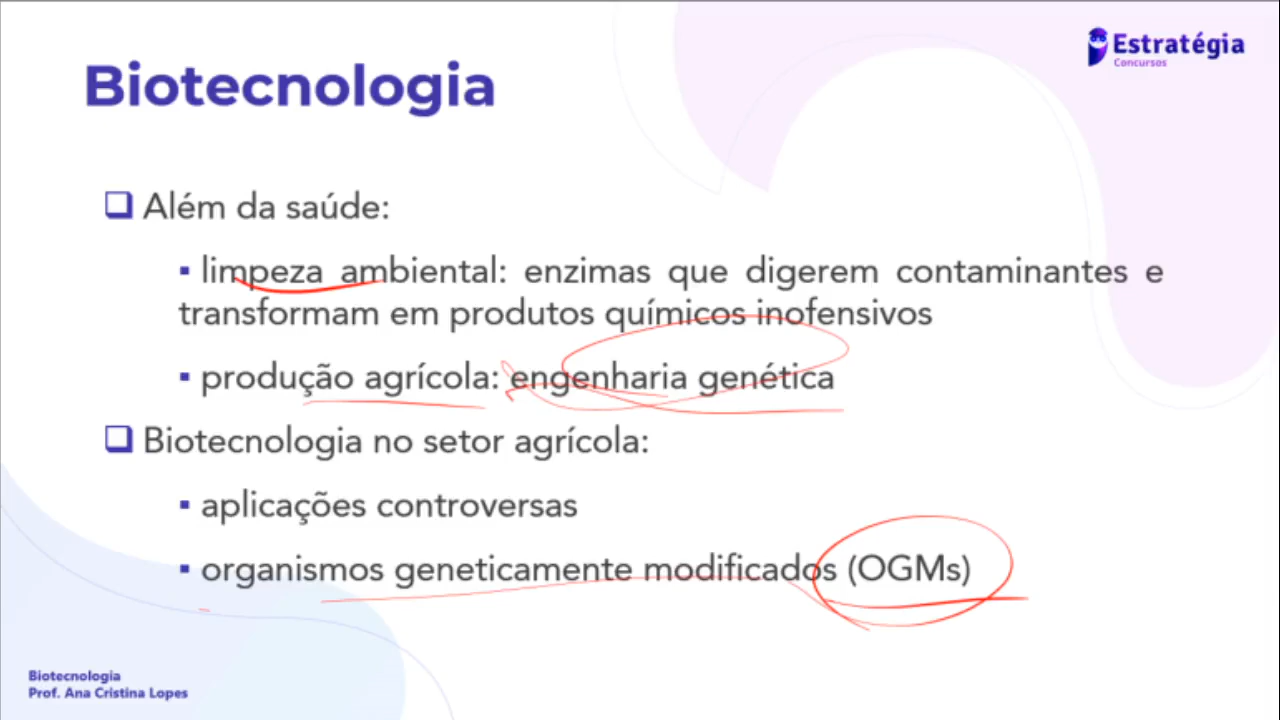 Estratégia
Concursos
Biotecnologia
Além da saúde:
limpeza ambiental: enzimas que digerem contaminantes e
transformam em produtos químicos inofensivos
produção agrícola: engenharia genética
Biotecnologia no setor agrícola:
aplicações controversas
organismos geneticamente modificados (OGMs)
Biotecnologia
Prof. Ana Cristina Lopes